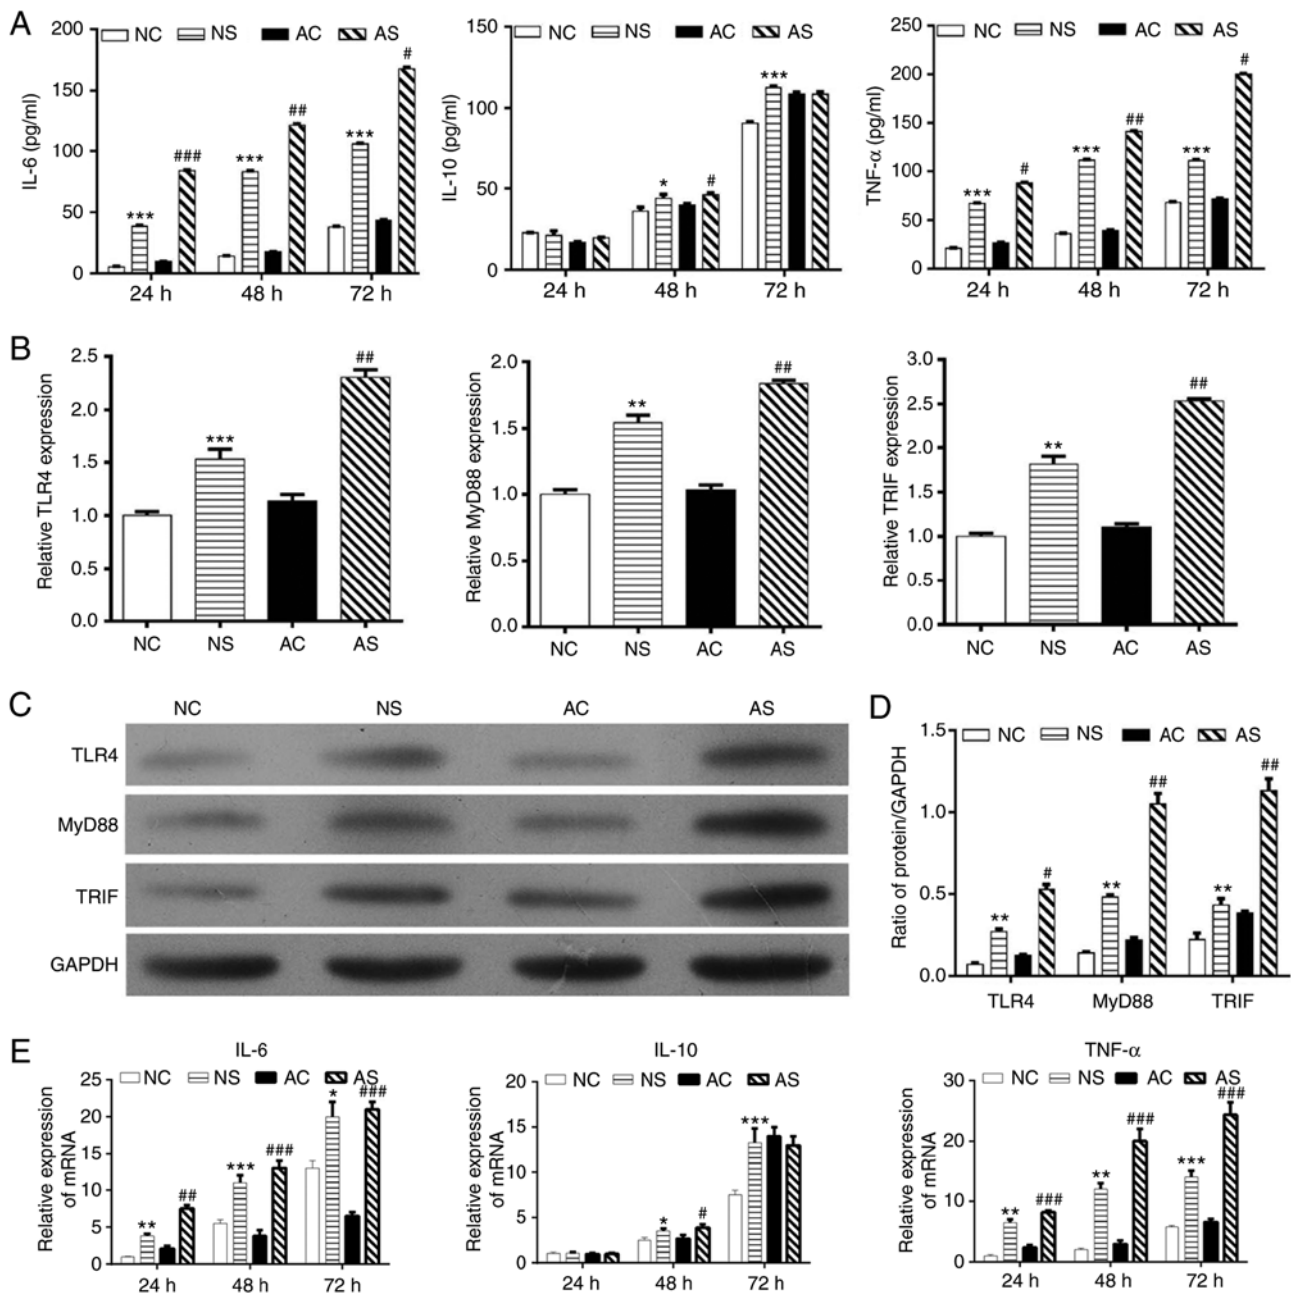 A
IL-6 (pg/ml)
200
150
100
50
0
NC NS AC AS
*** ### *** ## *** #
24 h 48 h 72 h
IL-10 (pg/ml)
150
100
50
0
NC NS AC AS
* # ***
24 h 48 h 72 h
TNF-α (pg/ml)
250
200
150
100
50
0
NC NS AC AS
*** # *** ## *** #
24 h 48 h 72 h
B
Relative TLR4 expression
2.5
2.0
1.5
1.0
0.5
0.0
*** ##
NC NS AC AS
Relative MyD88 expression
2.0
1.5
1.0
0.5
0.0
** ##
NC NS AC AS
Relative TRIF expression
3.0
2.5
2.0
1.5
1.0
0.5
0.0
** ##
NC NS AC AS
C
NC NS AC AS
TLR4
MyD88
TRIF
GAPDH
D
Ratio of protein/GAPDH
1.5
1.0
0.5
0.0
NC NS AC AS
** # ** ## ** ##
TLR4 MyD88 TRIF
E
IL-6
Relative expression
of mRNA
25
20
15
10
5
0
NC NS AC AS
** ## *** ### * ###
24 h 48 h 72 h
IL-10
Relative expression
of mRNA
20
15
10
5
0
NC NS AC AS
* # ***
24 h 48 h 72 h
TNF-α
Relative expression
of mRNA
30
20
10
0
NC NS AC AS
** ### ** ### *** ###
24 h 48 h 72 h